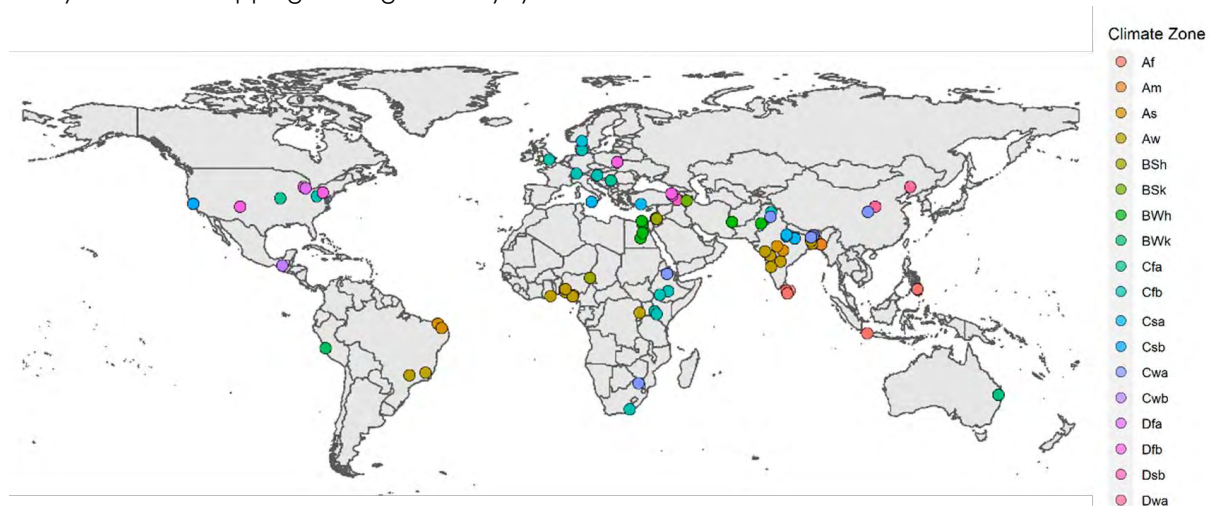 Climate Zone
Af
Am
As
Aw
BSh
BSk
BWh
BWk
Cfa
Cfb
Csa
Csb
Cwa
Cwb
Dfa
Dfb
Dsb
Dwa